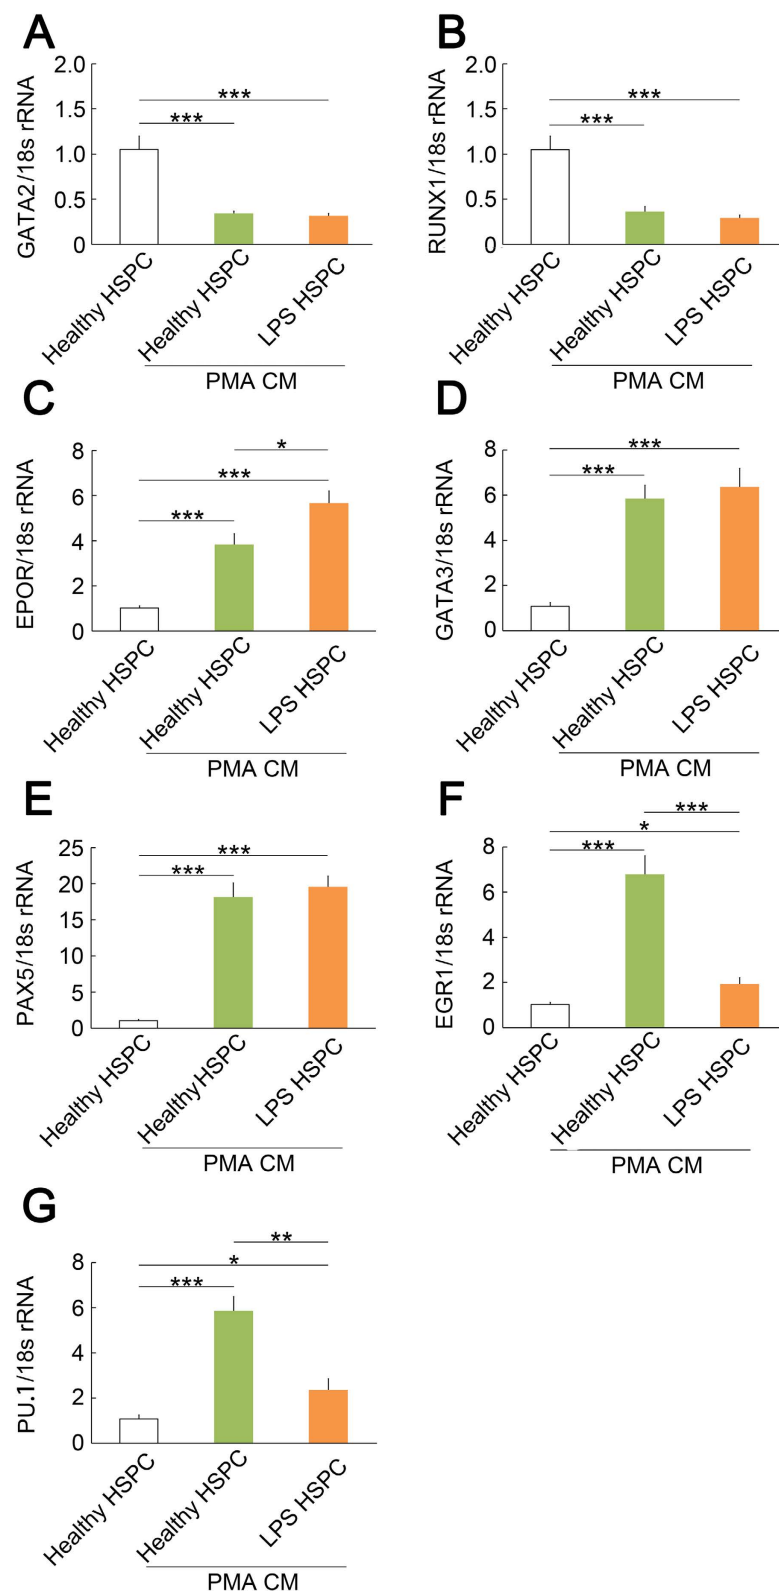 A
GATA2/18s rRNA
2.0
1.5
1.0
0.5
0
***
***
Healthy HSPC
Healthy HSPC
LPS HSPC
PMA CM
B
RUNX1/18s rRNA
2.0
1.5
1.0
0.5
0
***
***
Healthy HSPC
Healthy HSPC
LPS HSPC
PMA CM
C
EPOR/18s rRNA
8
6
4
2
0
*
***
***
Healthy HSPC
Healthy HSPC
LPS HSPC
PMA CM
D
GATA3/18s rRNA
8
6
4
2
0
***
***
Healthy HSPC
Healthy HSPC
LPS HSPC
PMA CM
E
PAX5/18s rRNA
25
20
15
10
5
0
***
***
Healthy HSPC
Healthy HSPC
LPS HSPC
PMA CM
F
EGR1/18s rRNA
8
6
4
2
0
***
*
***
Healthy HSPC
Healthy HSPC
LPS HSPC
PMA CM
G
PU.1/18s rRNA
8
6
4
2
0
**
*
***
Healthy HSPC
Healthy HSPC
LPS HSPC
PMA CM